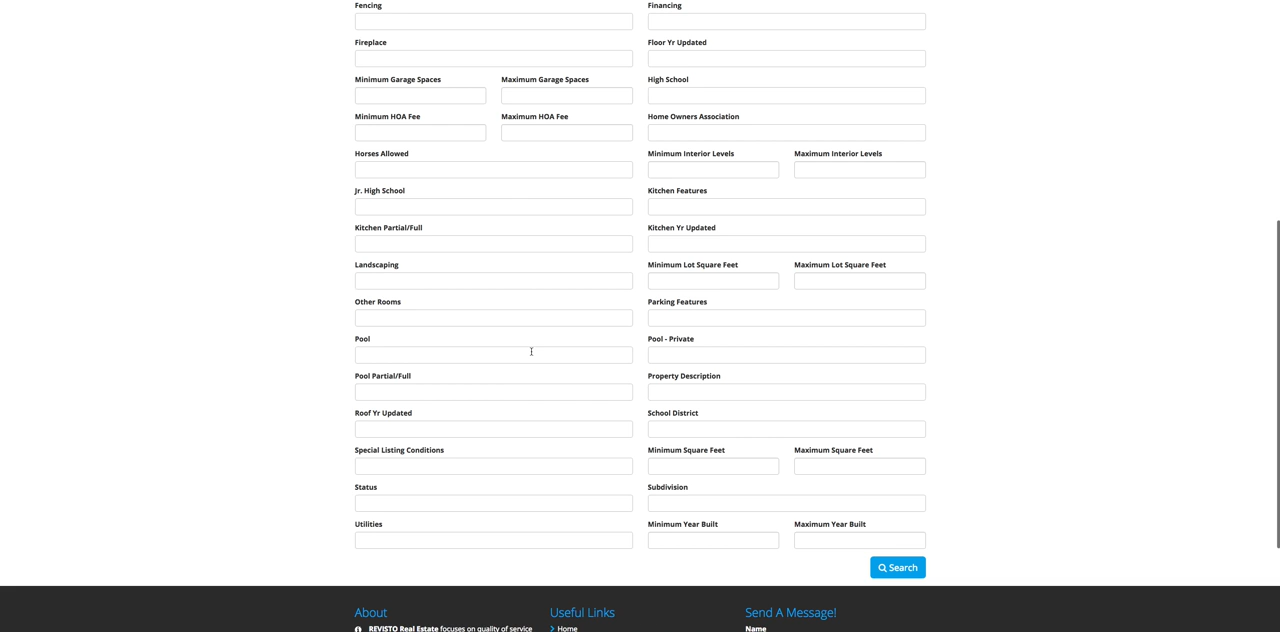 Fencing Financing
Fireplace Floor Yr Updated
Minimum Garage Spaces Maximum Garage Spaces High School
Minimum HOA Fee Maximum HOA Fee Home Owners Association
Horses Allowed Minimum Interior Levels Maximum Interior Levels
Jr. High School Kitchen Features
Kitchen Partial/Full Kitchen Yr Updated
Landscaping Minimum Lot Square Feet Maximum Lot Square Feet
Other Rooms Parking Features
Pool Pool - Private
Pool Partial/Full Property Description
Roof Yr Updated School District
Special Listing Conditions Minimum Square Feet Maximum Square Feet
Status Subdivision
Utilities Minimum Year Built Maximum Year Built
Search
About Useful Links Send A Message!
REVISTO Real Estate focuses on quality of service Home Name